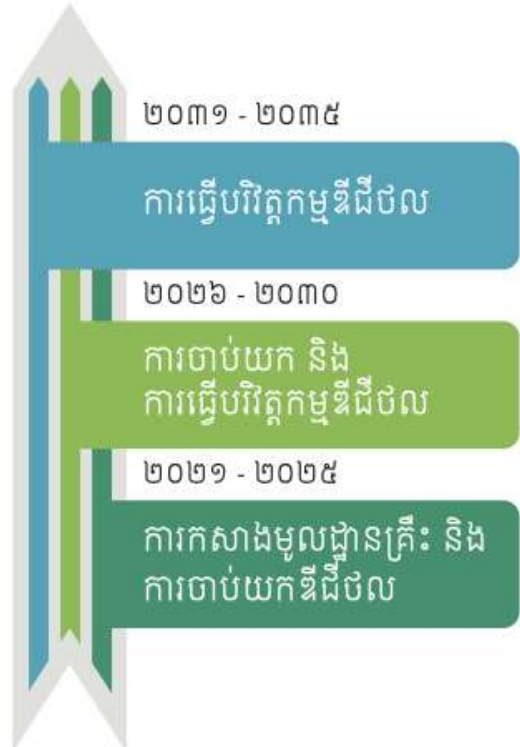 ២០៣១ - ២០៣៥
ការធ្វើបរិវត្តកម្មឌីជីថល
២០២៦ - ២០៣០
ការចាប់យក និង
ការធ្វើបរិវត្តកម្មឌីជីថល
២០២១ - ២០២៥
ការកសាងមូលដ្ឋានគ្រឹះ និង
ការចាប់យកឌីជីថល